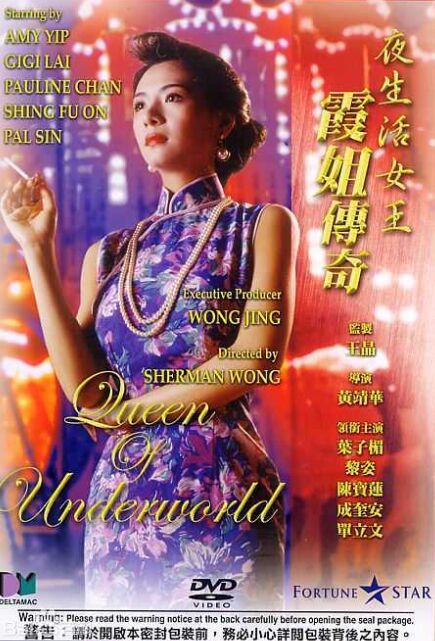 Starring by
AMY YIP
GIGI LAI
PAULINE CHAN
SHING FU ON
PAL SIN
夜生活女王
霞姐傳奇
Executive Producer
WONG JING
Directed by
SHERMAN WONG
監製
王晶
導演
黃靖華
領銜主演
葉子楣
黎姿
陳寶蓮
成奎安
單立文
Queen
Of
Underworld
DELTAMAC
DVD
VIDEO
FORTUNE STAR
Warning: Please read the warning notice at the back carefully before opening the seal package.
警告：請於開啟本密封包裝前，務必小心詳閱包裝背後之內容。